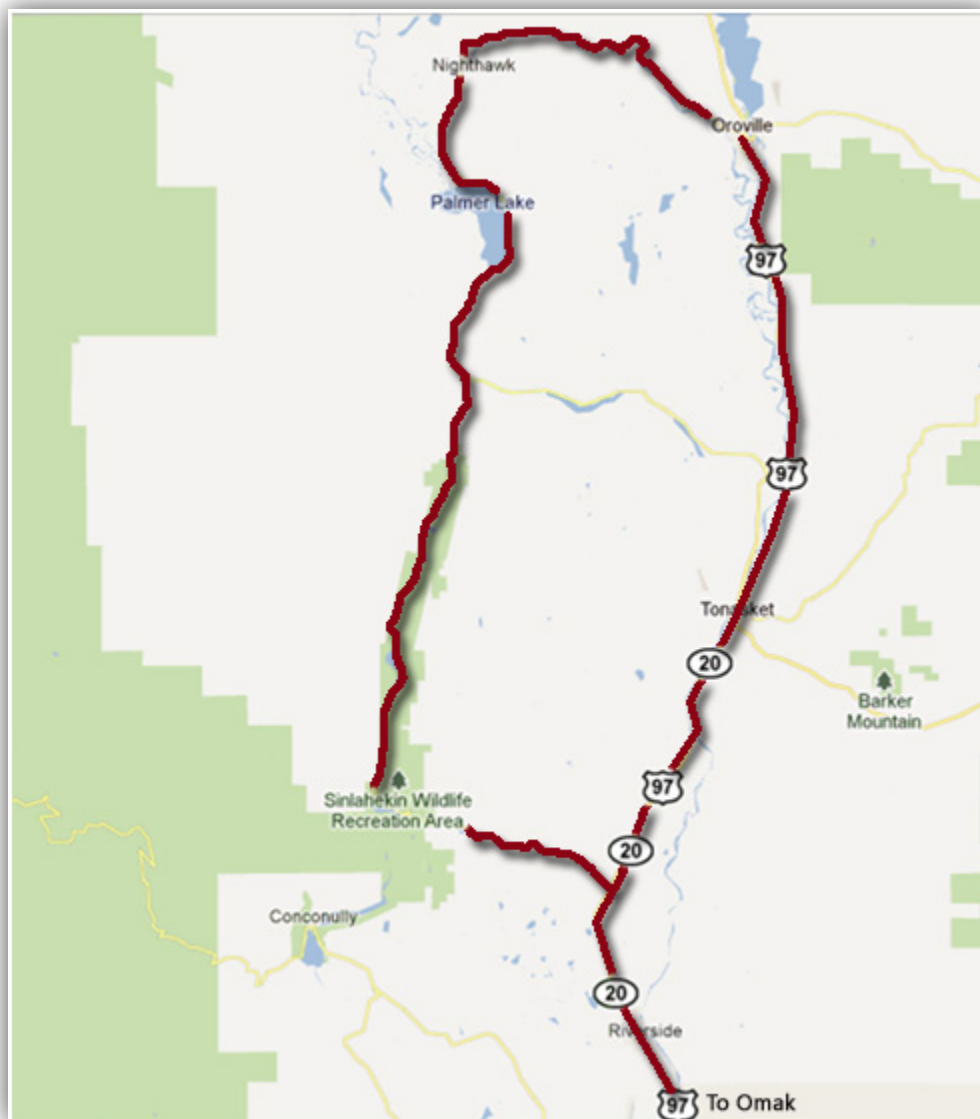 Nighthawk
Oroville
Palmer Lake
97
97
Tonasket
20
Barker
Mountain
97
Sinlahekin Wildlife
Recreation Area
20
Conconully
20
Riverside
97 To Omak